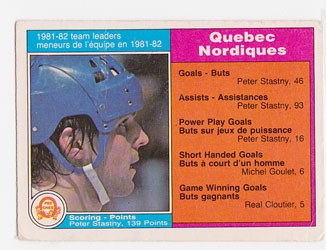 1981-82 team leaders
meneurs de l'équipe en 1981-82
Quebec
Nordiques
Goals - Buts
Peter Stastny, 46
Assists - Assistances
Peter Stastny, 93
Power Play Goals
Buts sur jeux de puissance
Peter Stastny, 16
Short Handed Goals
Buts à court d'un homme
Michel Goulet, 6
Game Winning Goals
Buts gagnants
Real Cloutier, 5
Scoring - Points
Peter Stastny, 139 Points
O-PEE-CHEE